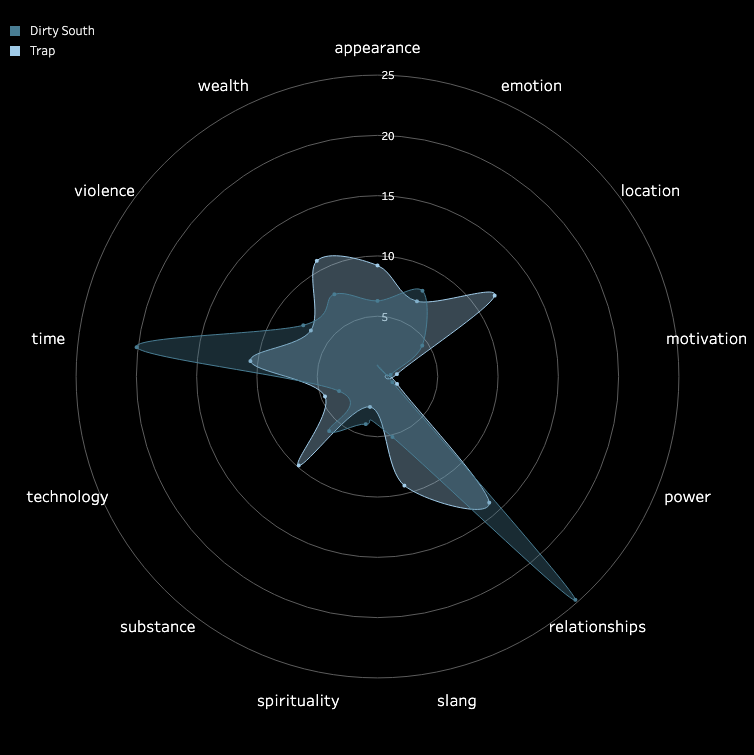 Dirty South
Trap
appearance
25
wealth
emotion
20
violence
location
15
10
5
time
motivation
technology
power
substance
relationships
spirituality
slang